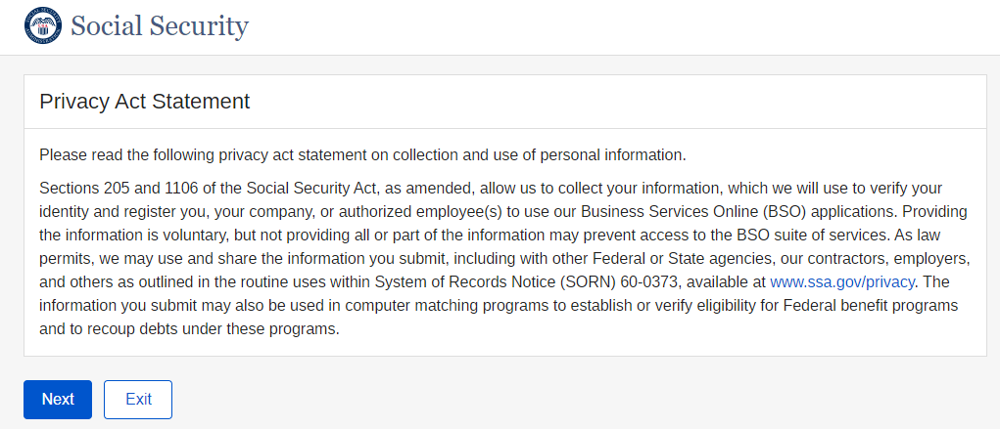 Social Security
Privacy Act Statement
Please read the following privacy act statement on collection and use of personal information.
Sections 205 and 1106 of the Social Security Act, as amended, allow us to collect your information, which we will use to verify your
identity and register you, your company, or authorized employee(s) to use our Business Services Online (BSO) applications. Providing
the information is voluntary, but not providing all or part of the information may prevent access to the BSO suite of services. As law
permits, we may use and share the information you submit, including with other Federal or State agencies, our contractors, employers,
and others as outlined in the routine uses within System of Records Notice (SORN) 60-0373, available at www.ssa.gov/privacy. The
information you submit may also be used in computer matching programs to establish or verify eligibility for Federal benefit programs
and to recoup debts under these programs.
Next Exit